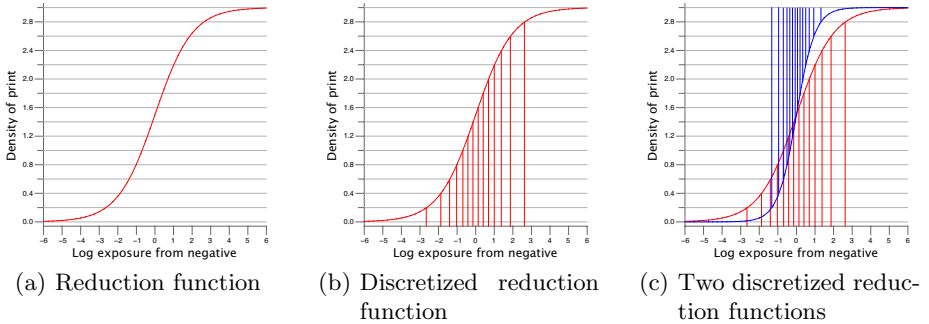 Density of print
2.8
2.4
2.0
1.6
1.2
0.8
0.4
0.0
−6 −5 −4 −3 −2 −1 0 1 2 3 4 5 6
Log exposure from negative
(a) Reduction function
Density of print
2.8
2.4
2.0
1.6
1.2
0.8
0.4
0.0
−6 −5 −4 −3 −2 −1 0 1 2 3 4 5 6
Log exposure from negative
(b) Discretized reduction
function
Density of print
2.8
2.4
2.0
1.6
1.2
0.8
0.4
0.0
−6 −5 −4 −3 −2 −1 0 1 2 3 4 5 6
Log exposure from negative
(c) Two discretized reduc-
tion functions